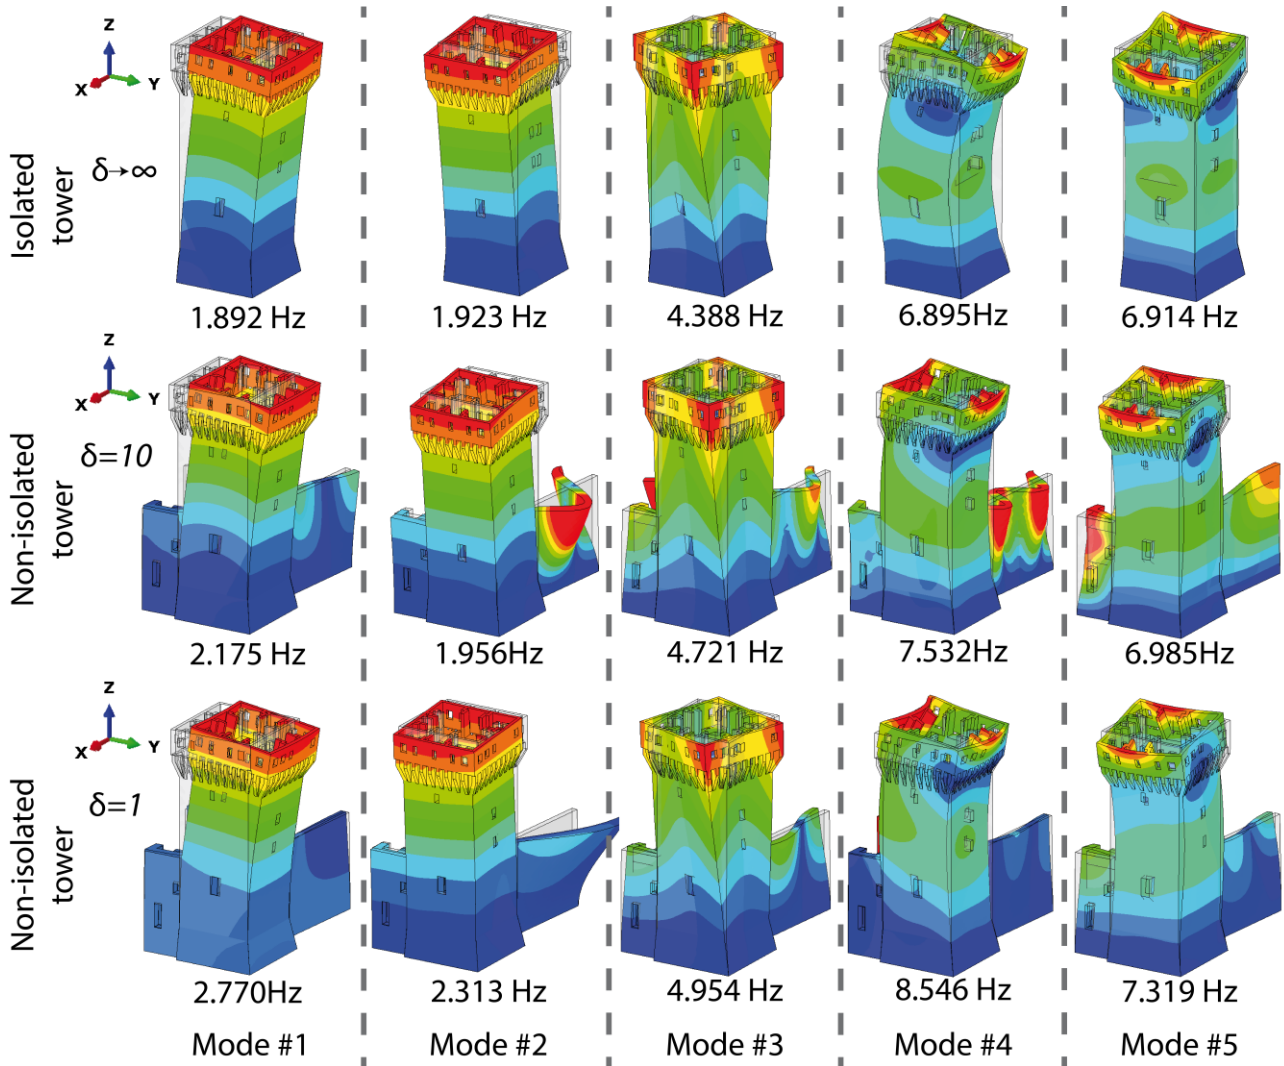 Z
X Y
Isolated
tower
δ→∞
1.892 Hz 1.923 Hz 4.388 Hz 6.895Hz 6.914 Hz
Z
X Y
Non-isolated
tower
δ=10
2.175 Hz 1.956Hz 4.721 Hz 7.532Hz 6.985Hz
Z
X Y
Non-isolated
tower
δ=1
2.770Hz 2.313 Hz 4.954 Hz 8.546 Hz 7.319 Hz
Mode #1 Mode #2 Mode #3 Mode #4 Mode #5